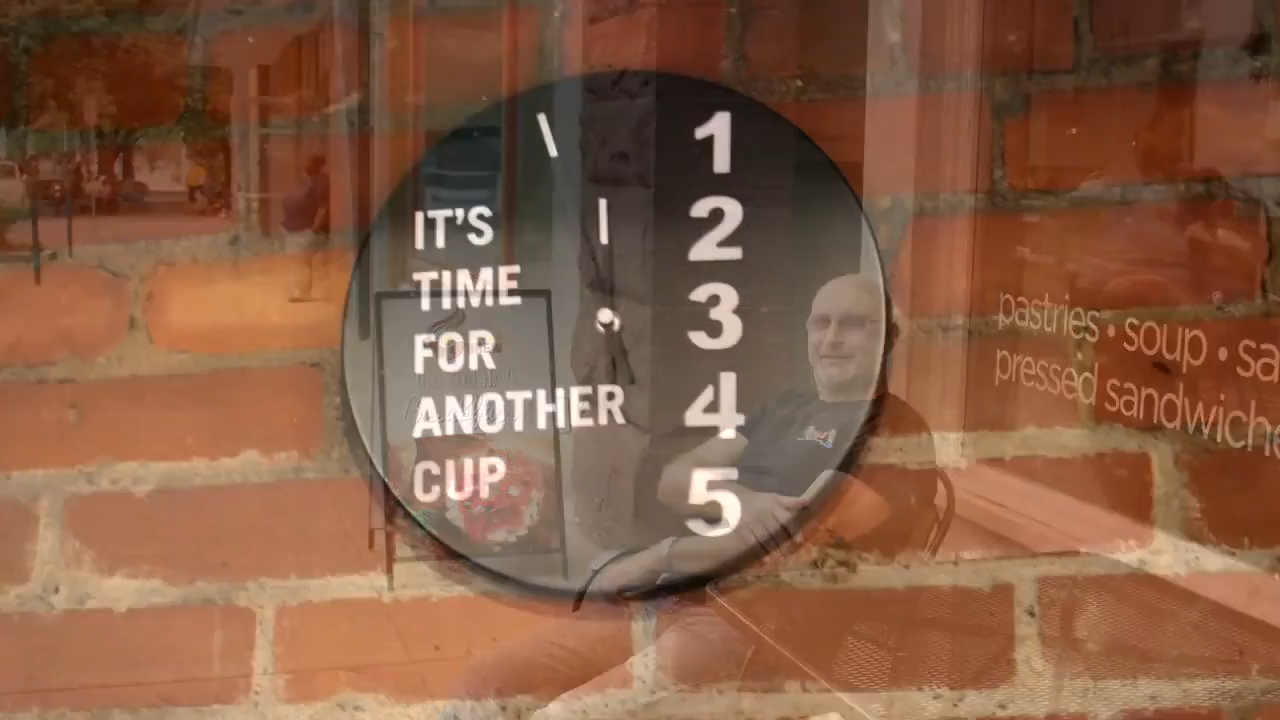 IT'S
TIME
FOR
ANOTHER
CUP
1
2
3
4
5
pastries • soup • sa
pressed sandwiche